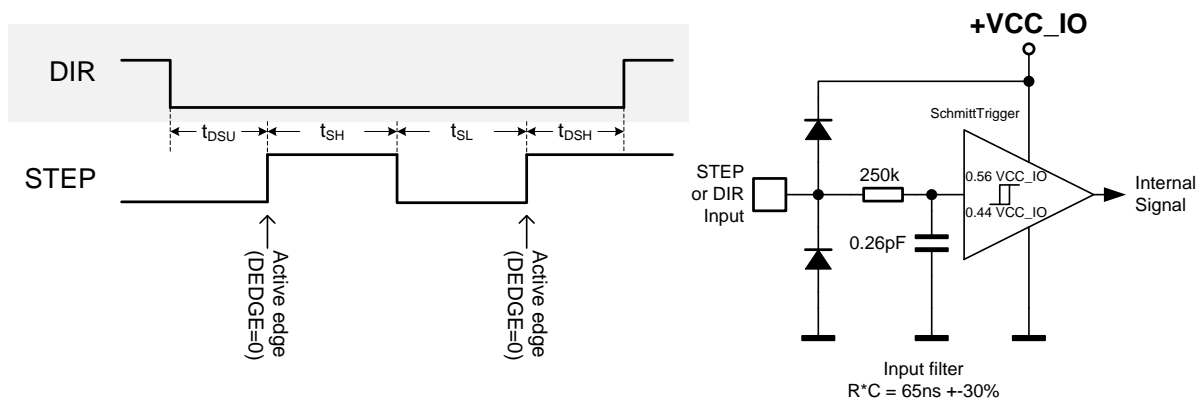 DIR
tDSU
tSH
tSL
tDSH
STEP
Active edge
(DEDGE=0)
Active edge
(DEDGE=0)
+VCC_IO
SchmittTrigger
STEP
or DIR
Input
250k
0.56 VCC_IO
0.44 VCC_IO
0.26pF
Internal
Signal
Input filter
R*C = 65ns +-30%